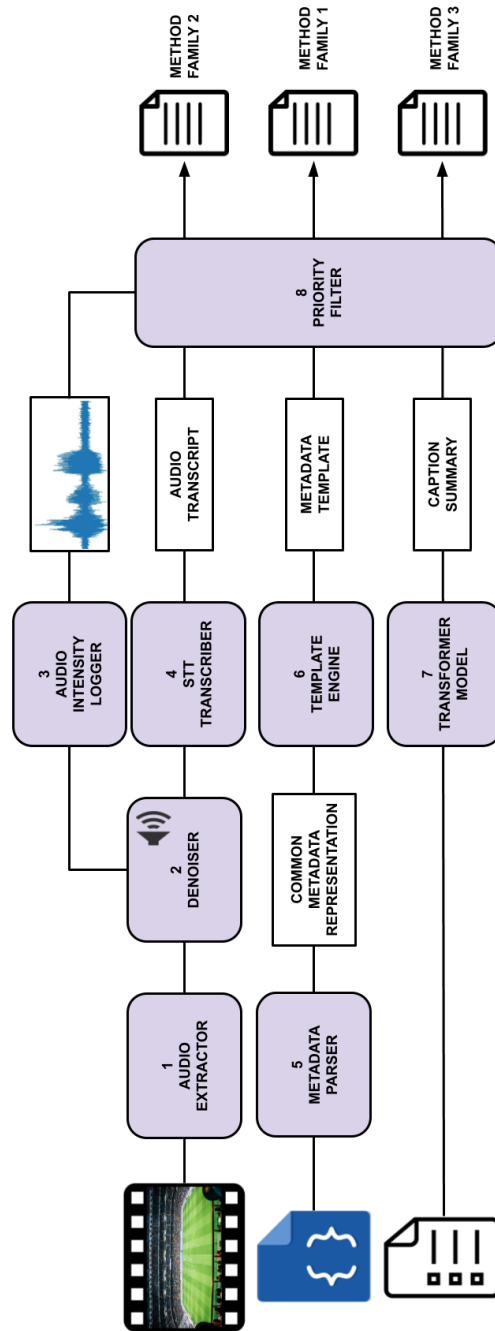 1
AUDIO
EXTRACTOR
2
DENOISER
3
AUDIO
INTENSITY
LOGGER
4
STT
TRANSCRIBER
AUDIO
TRANSCRIPT
5
METADATA
PARSER
COMMON
METADATA
REPRESENTATION
6
TEMPLATE
ENGINE
METADATA
TEMPLATE
7
TRANSFORMER
MODEL
CAPTION
SUMMARY
8
PRIORITY
FILTER
METHOD
FAMILY 2
METHOD
FAMILY 1
METHOD
FAMILY 3